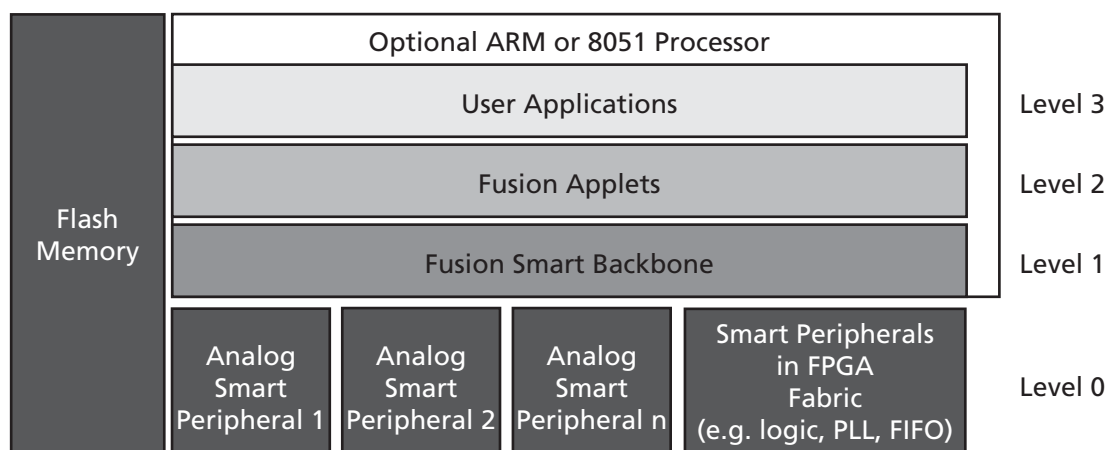 Optional ARM or 8051 Processor
User Applications
Level 3
Fusion Applets
Level 2
Flash
Memory
Fusion Smart Backbone
Level 1
Analog
Smart
Peripheral 1
Analog
Smart
Peripheral 2
Analog
Smart
Peripheral n
Smart Peripherals
in FPGA
Fabric
(e.g. logic, PLL, FIFO)
Level 0